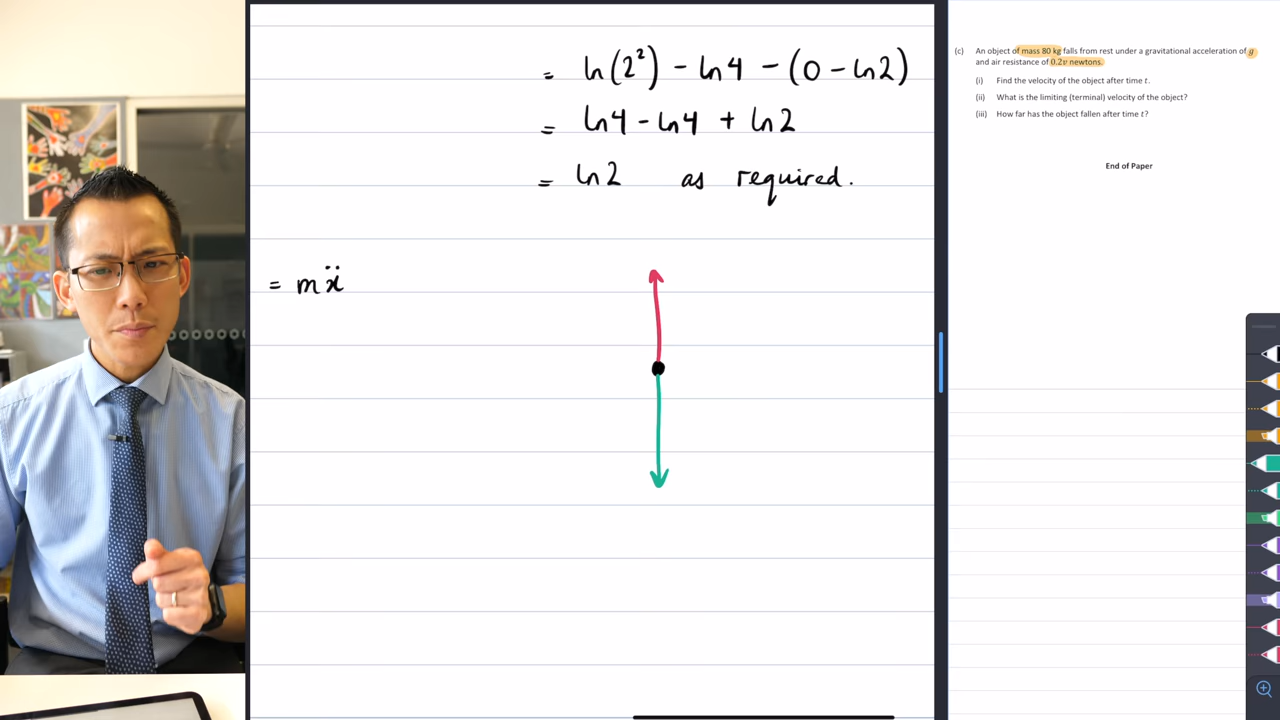 = ln(2²) - ln4 - (0 - ln2)
= ln4 - ln4 + ln2
= ln2 as required.
= mẍ
(c) An object of mass 80 kg falls from rest under a gravitational acceleration of g
and air resistance of 0.2v newtons.
(i) Find the velocity of the object after time t.
(ii) What is the limiting (terminal) velocity of the object?
(iii) How far has the object fallen after time t?
End of Paper